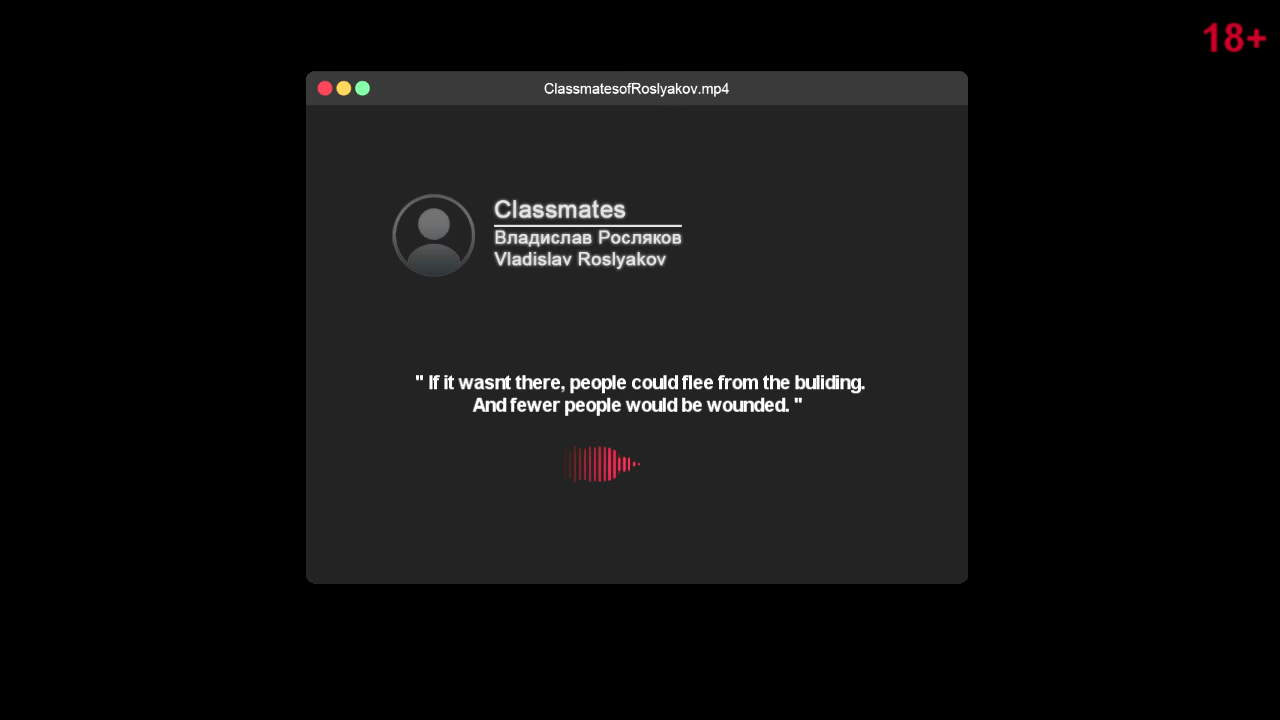 18+
ClassmatesofRoslyakov.mp4
Classmates
Владислав Росляков
Vladislav Roslyakov
" If it wasnt there, people could flee from the buliding.
And fewer people would be wounded. "